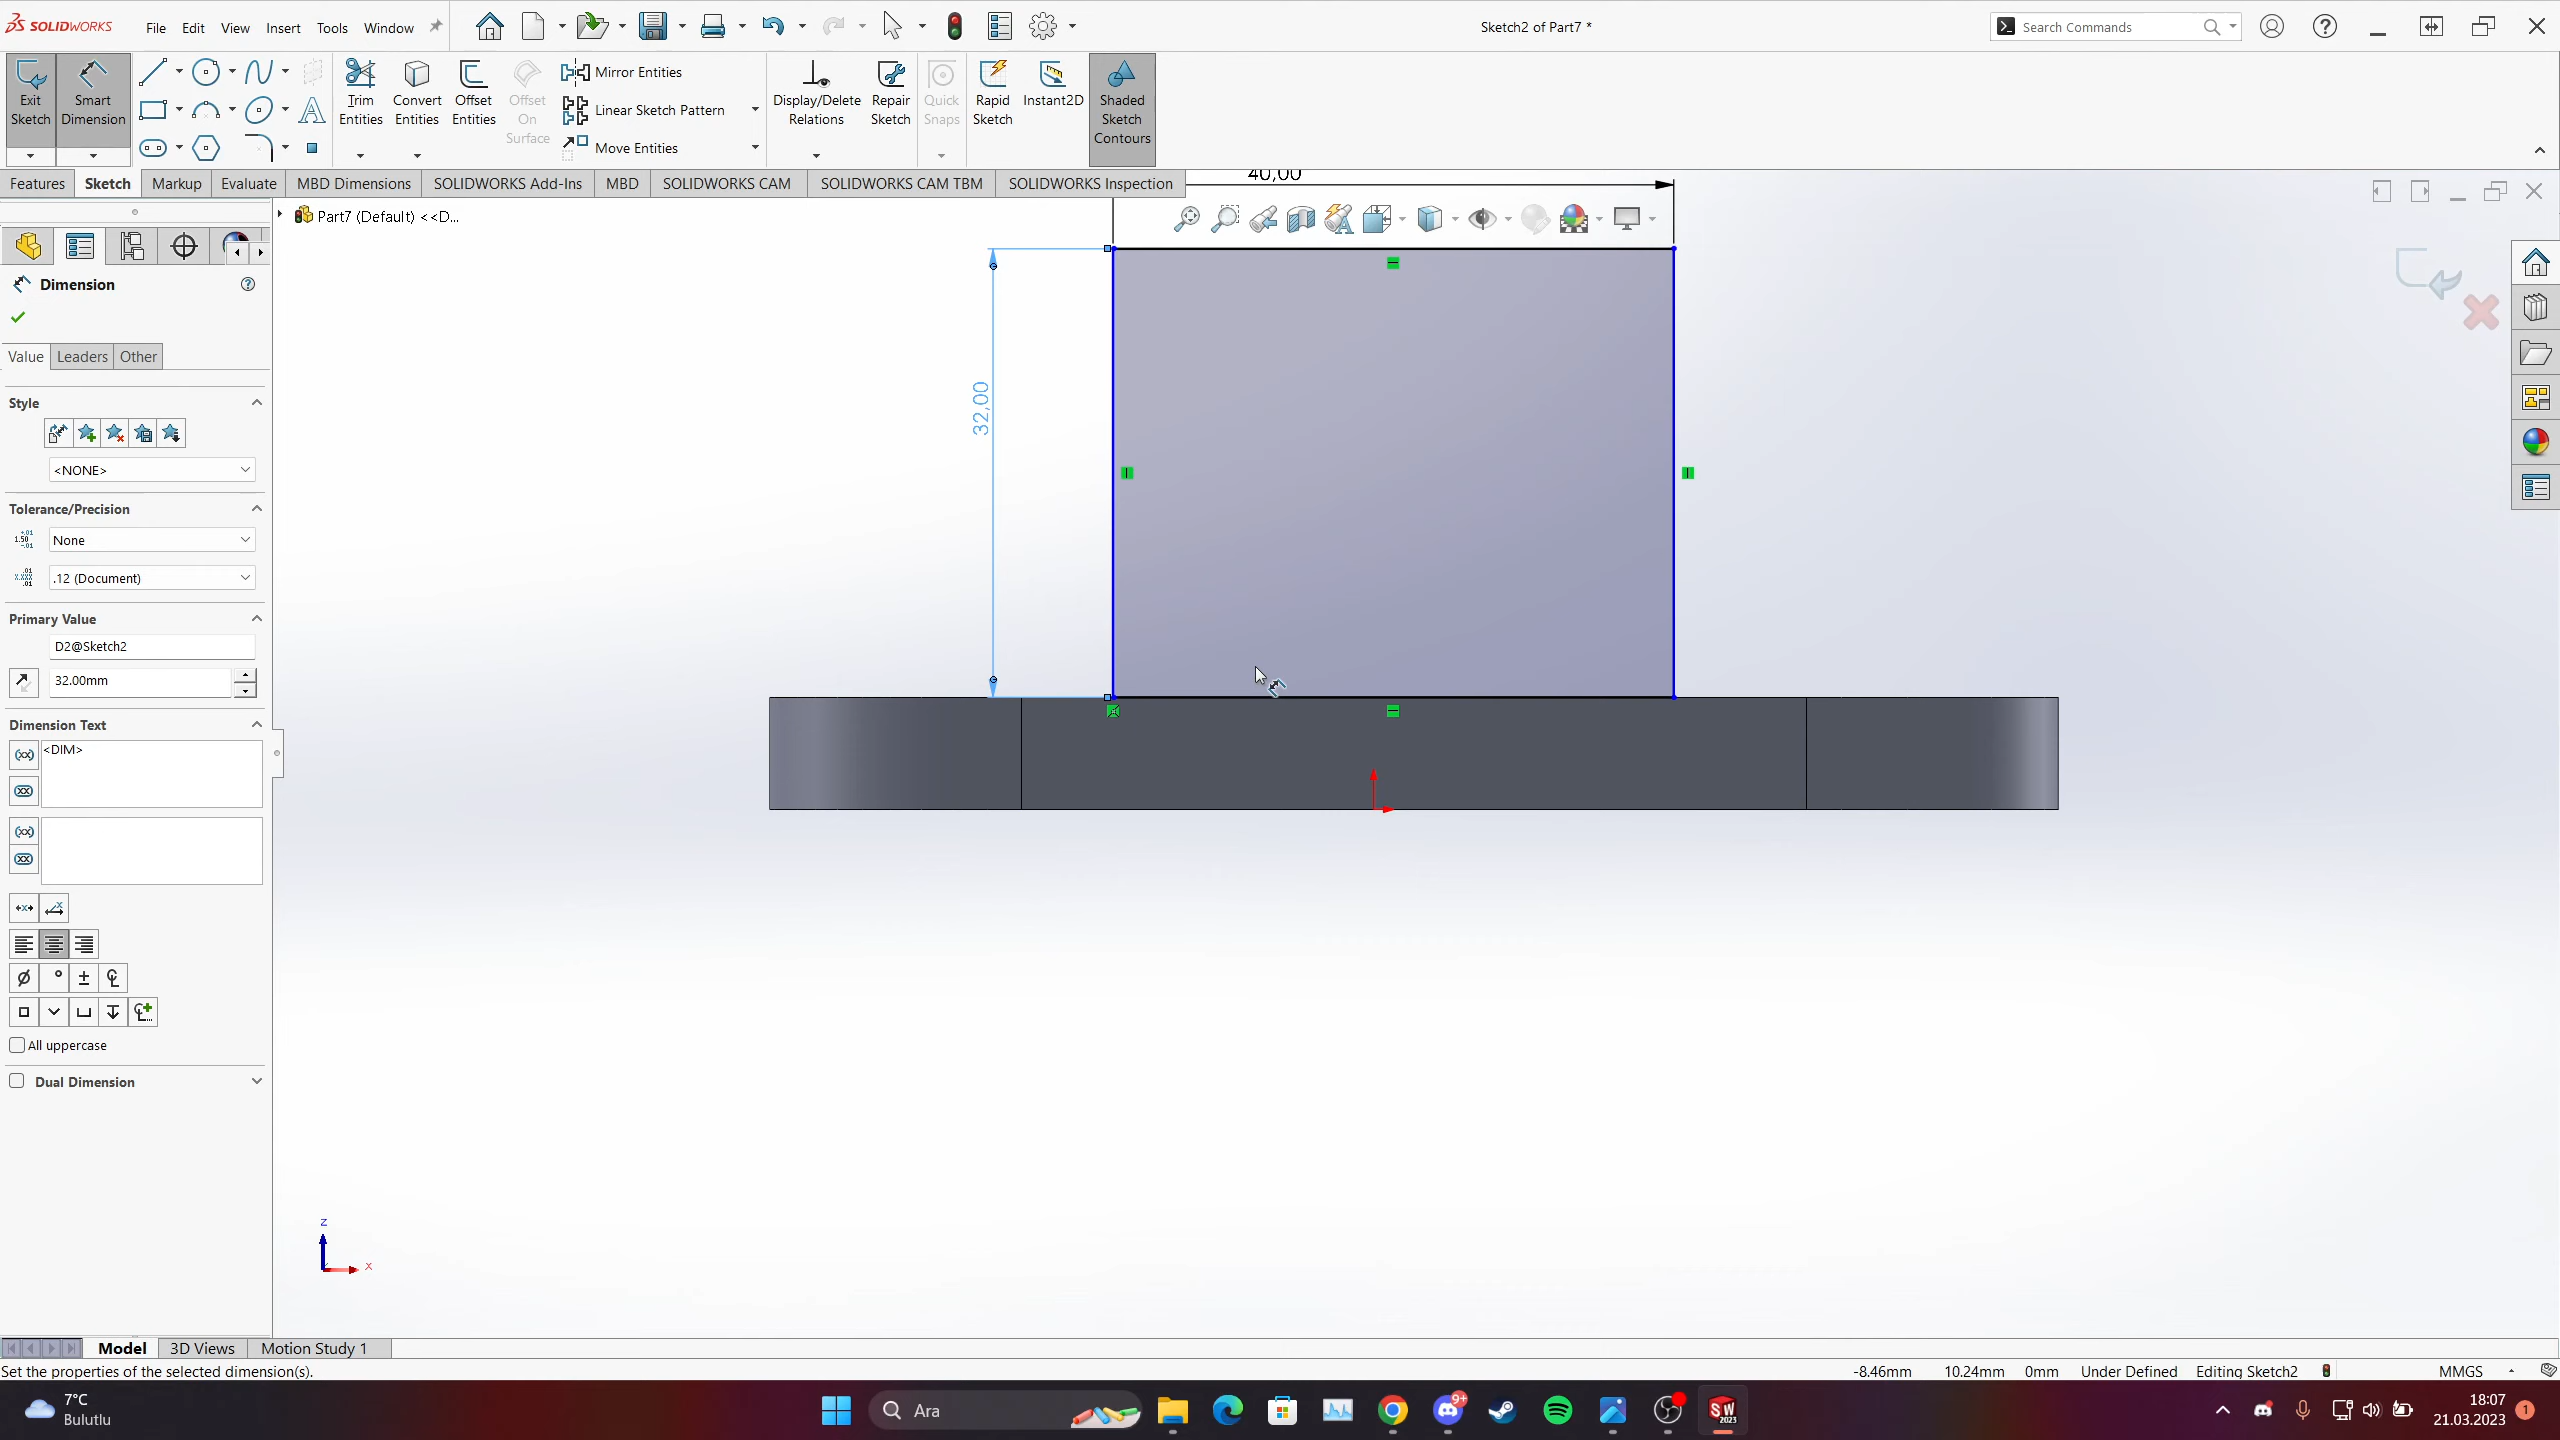 SOLIDWORKS File Edit View Insert Tools Window
Sketch2 of Part7 *
Search Commands
Exit Sketch
Smart Dimension
Trim Entities
Convert Entities
Offset Entities
Offset On Surface
Mirror Entities
Linear Sketch Pattern
Move Entities
Display/Delete Relations
Repair Sketch
Quick Snaps
Rapid Sketch
Instant2D
Shaded Sketch Contours
Features Sketch Markup Evaluate MBD Dimensions SOLIDWORKS Add-Ins MBD SOLIDWORKS CAM SOLIDWORKS CAM TBM SOLIDWORKS Inspection
40,00
Part7 (Default) <<D...
Dimension
Value Leaders Other
Style
<NONE>
Tolerance/Precision
None
.12 (Document)
Primary Value
D2@Sketch2
32.00mm
Dimension Text
<DIM>
All uppercase
Dual Dimension
32,00
z
x
Model 3D Views Motion Study 1
Set the properties of the selected dimension(s).
-8.46mm 10.24mm 0mm Under Defined Editing Sketch2 MMGS
7°C
Bulutlu
Ara
9+
SW
2023
18:07
21.03.2023
1